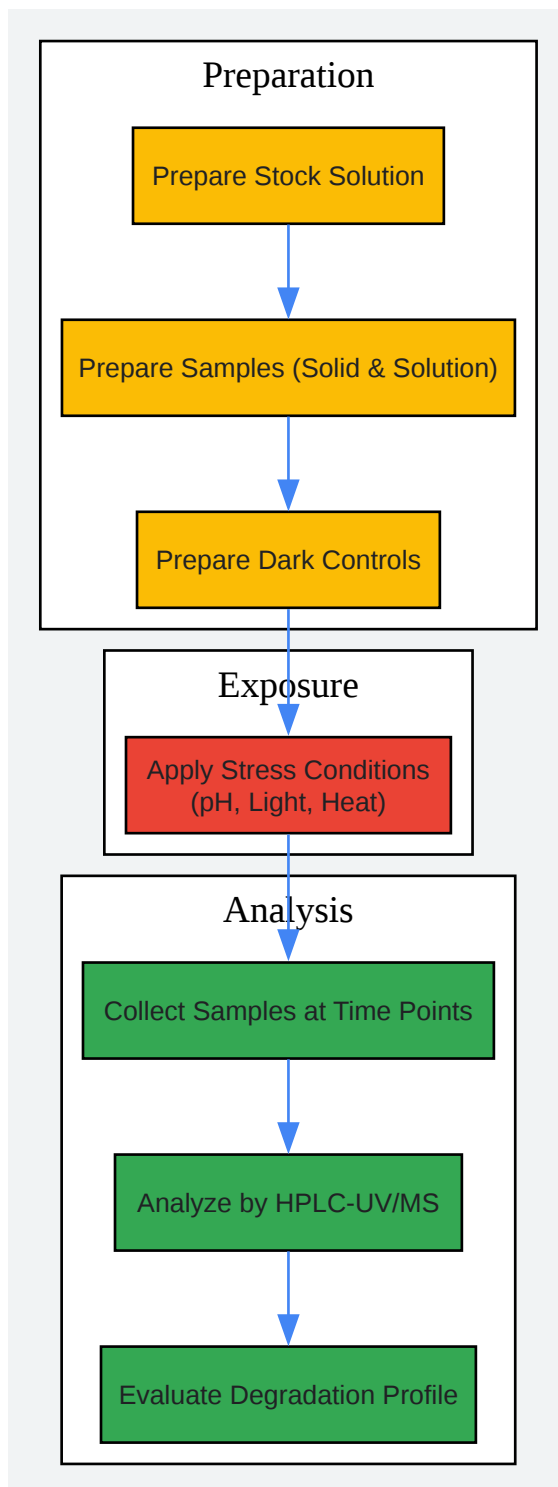 Preparation
Prepare Stock Solution
Prepare Samples (Solid & Solution)
Prepare Dark Controls
Exposure
Apply Stress Conditions
(pH, Light, Heat)
Analysis
Collect Samples at Time Points
Analyze by HPLC-UV/MS
Evaluate Degradation Profile